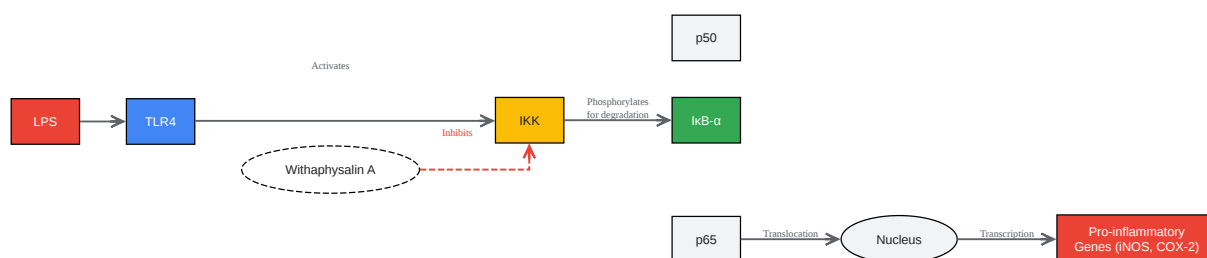 p50
Activates
LPS
TLR4
IKK
Phosphorylates
for degradation
IκB-α
Inhibits
Withaphysalin A
p65
Translocation
Nucleus
Transcription
Pro-inflammatory
Genes (iNOS, COX-2)